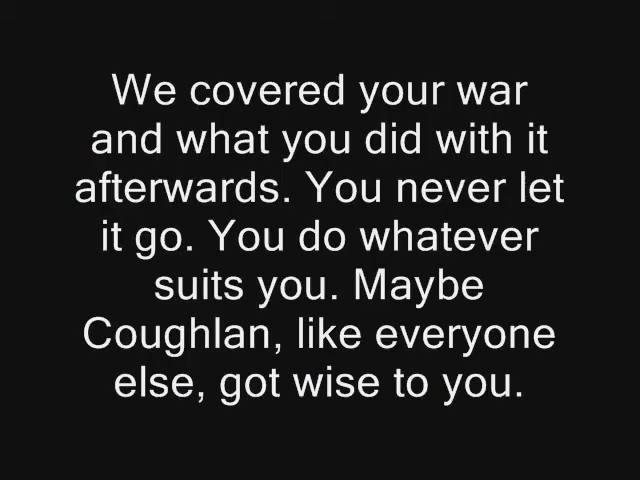 We covered your war
and what you did with it
afterwards. You never let
it go. You do whatever
suits you. Maybe
Coughlan, like everyone
else, got wise to you.